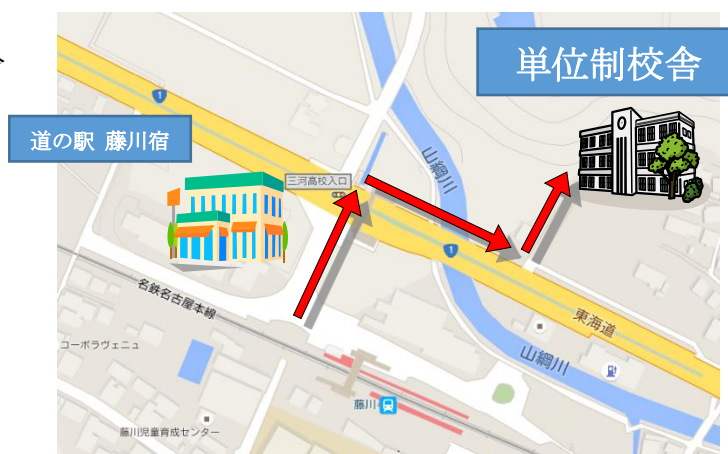 単位制校舎
1
道の駅 藤川宿
三河高校入口
山綱川
1
名鉄名古屋本線
東海道
コーポラヴェニュ
山綱川
藤川
藤川児童育成センター